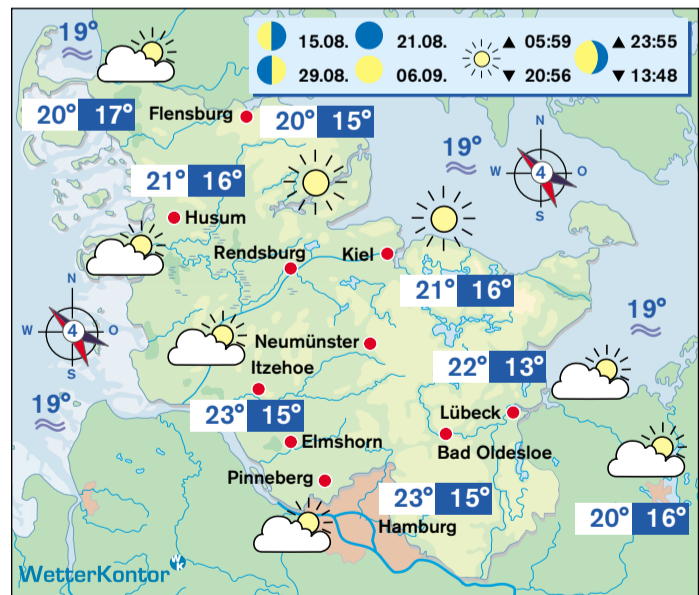 15.08.
21.08.
▲ 05:59
▲ 23:55
29.08.
06.09.
▼ 20:56
▼ 13:48
19°
20° 17°
Flensburg
20° 15°
19°
N
W 4 O
S
21° 16°
Husum
Rendsburg
Kiel
21° 16°
N
W 4 O
S
19°
Neumünster
Itzehoe
22° 13°
19°
23° 15°
Lübeck
Elmshorn
Bad Oldesloe
Pinneberg
23° 15°
Hamburg
20° 16°
WetterKontor
wk